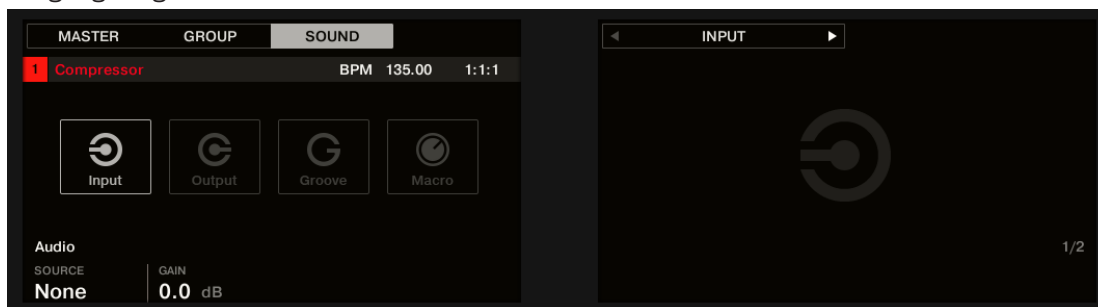 MASTER GROUP SOUND
1 Compressor BPM 135.00 1:1:1
Input Output Groove Macro
Audio
SOURCE GAIN
None 0.0 dB
INPUT
1/2